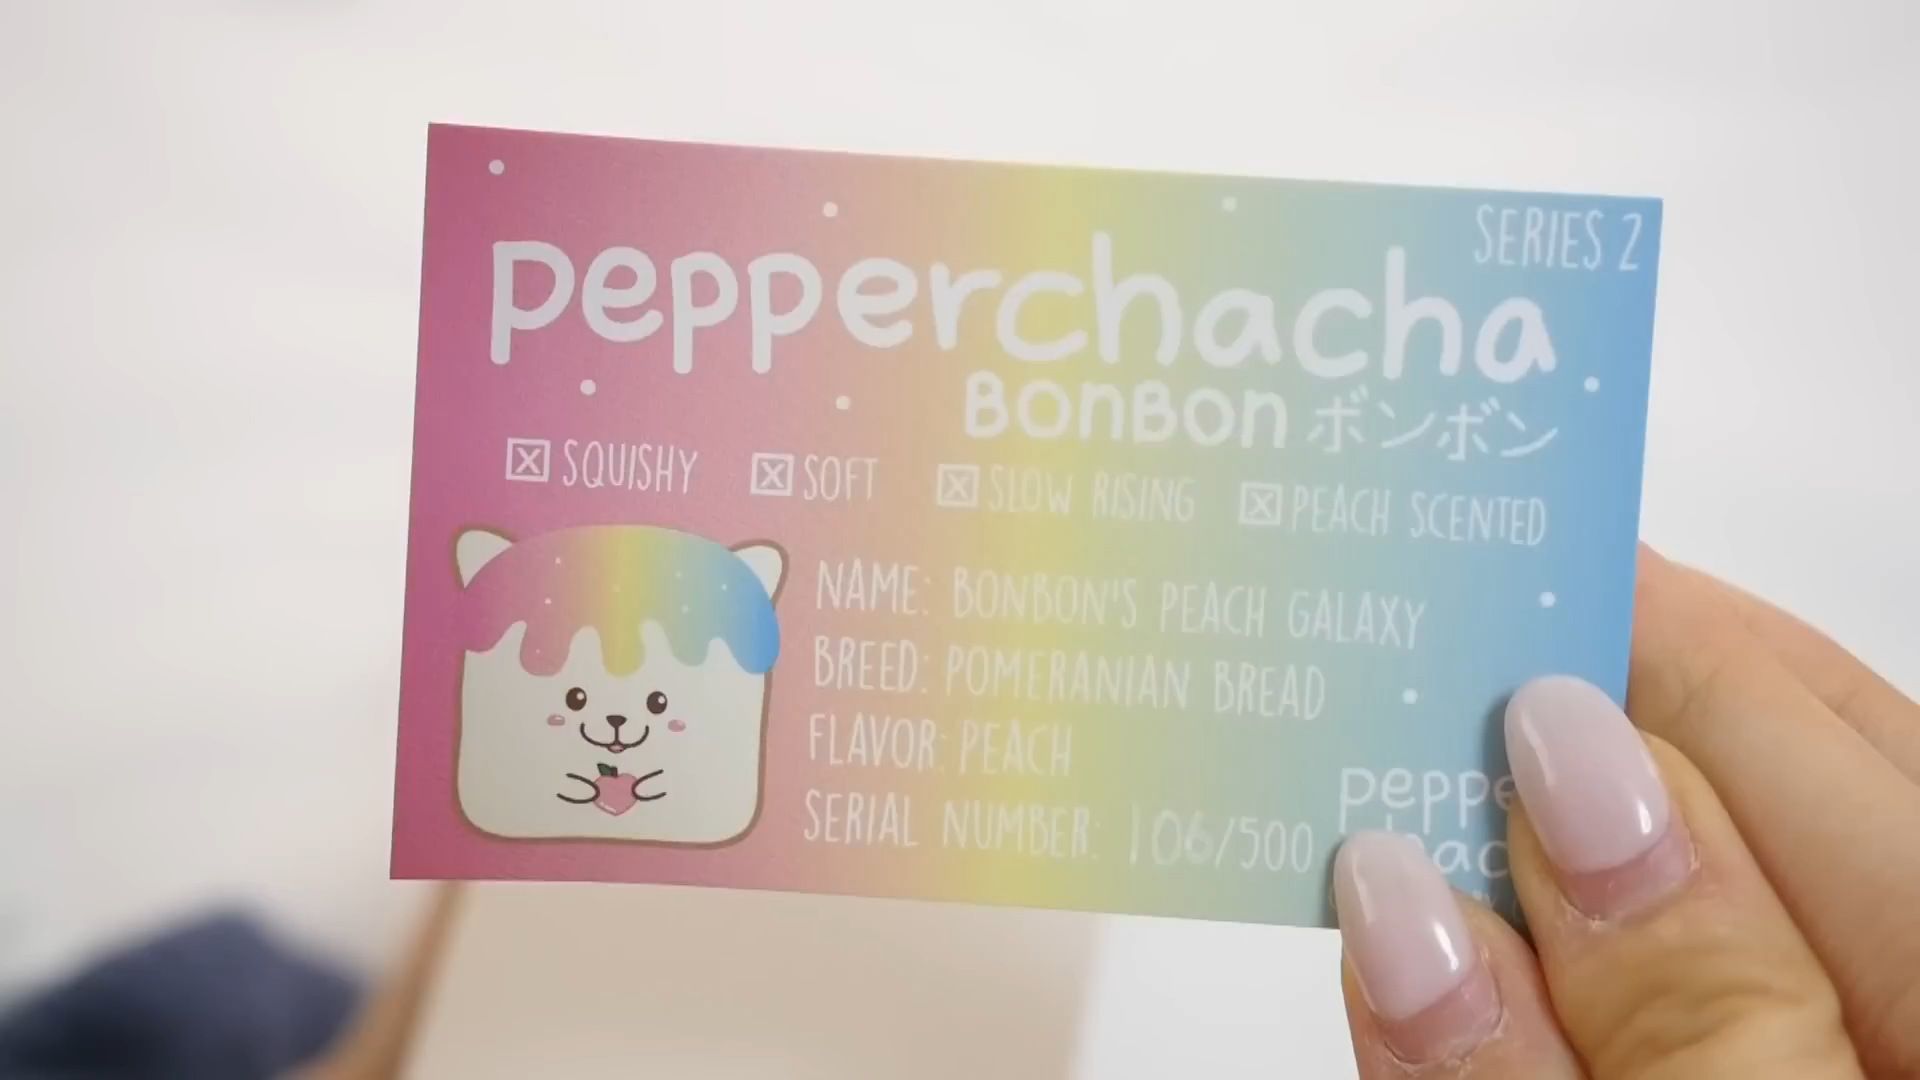 SERIES 2
pepperchacha
BONBON ボンボン
SQUISHY SOFT SLOW RISING PEACH SCENTED
NAME: BONBON'S PEACH GALAXY
BREED: POMERANIAN BREAD
FLAVOR: PEACH
SERIAL NUMBER: 106/500